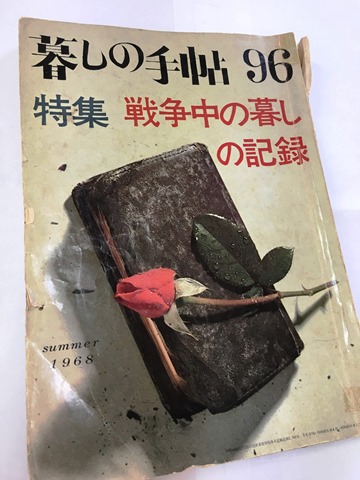 暮しの手帖 96
特集 戦争中の暮し
の記録
summer
1968